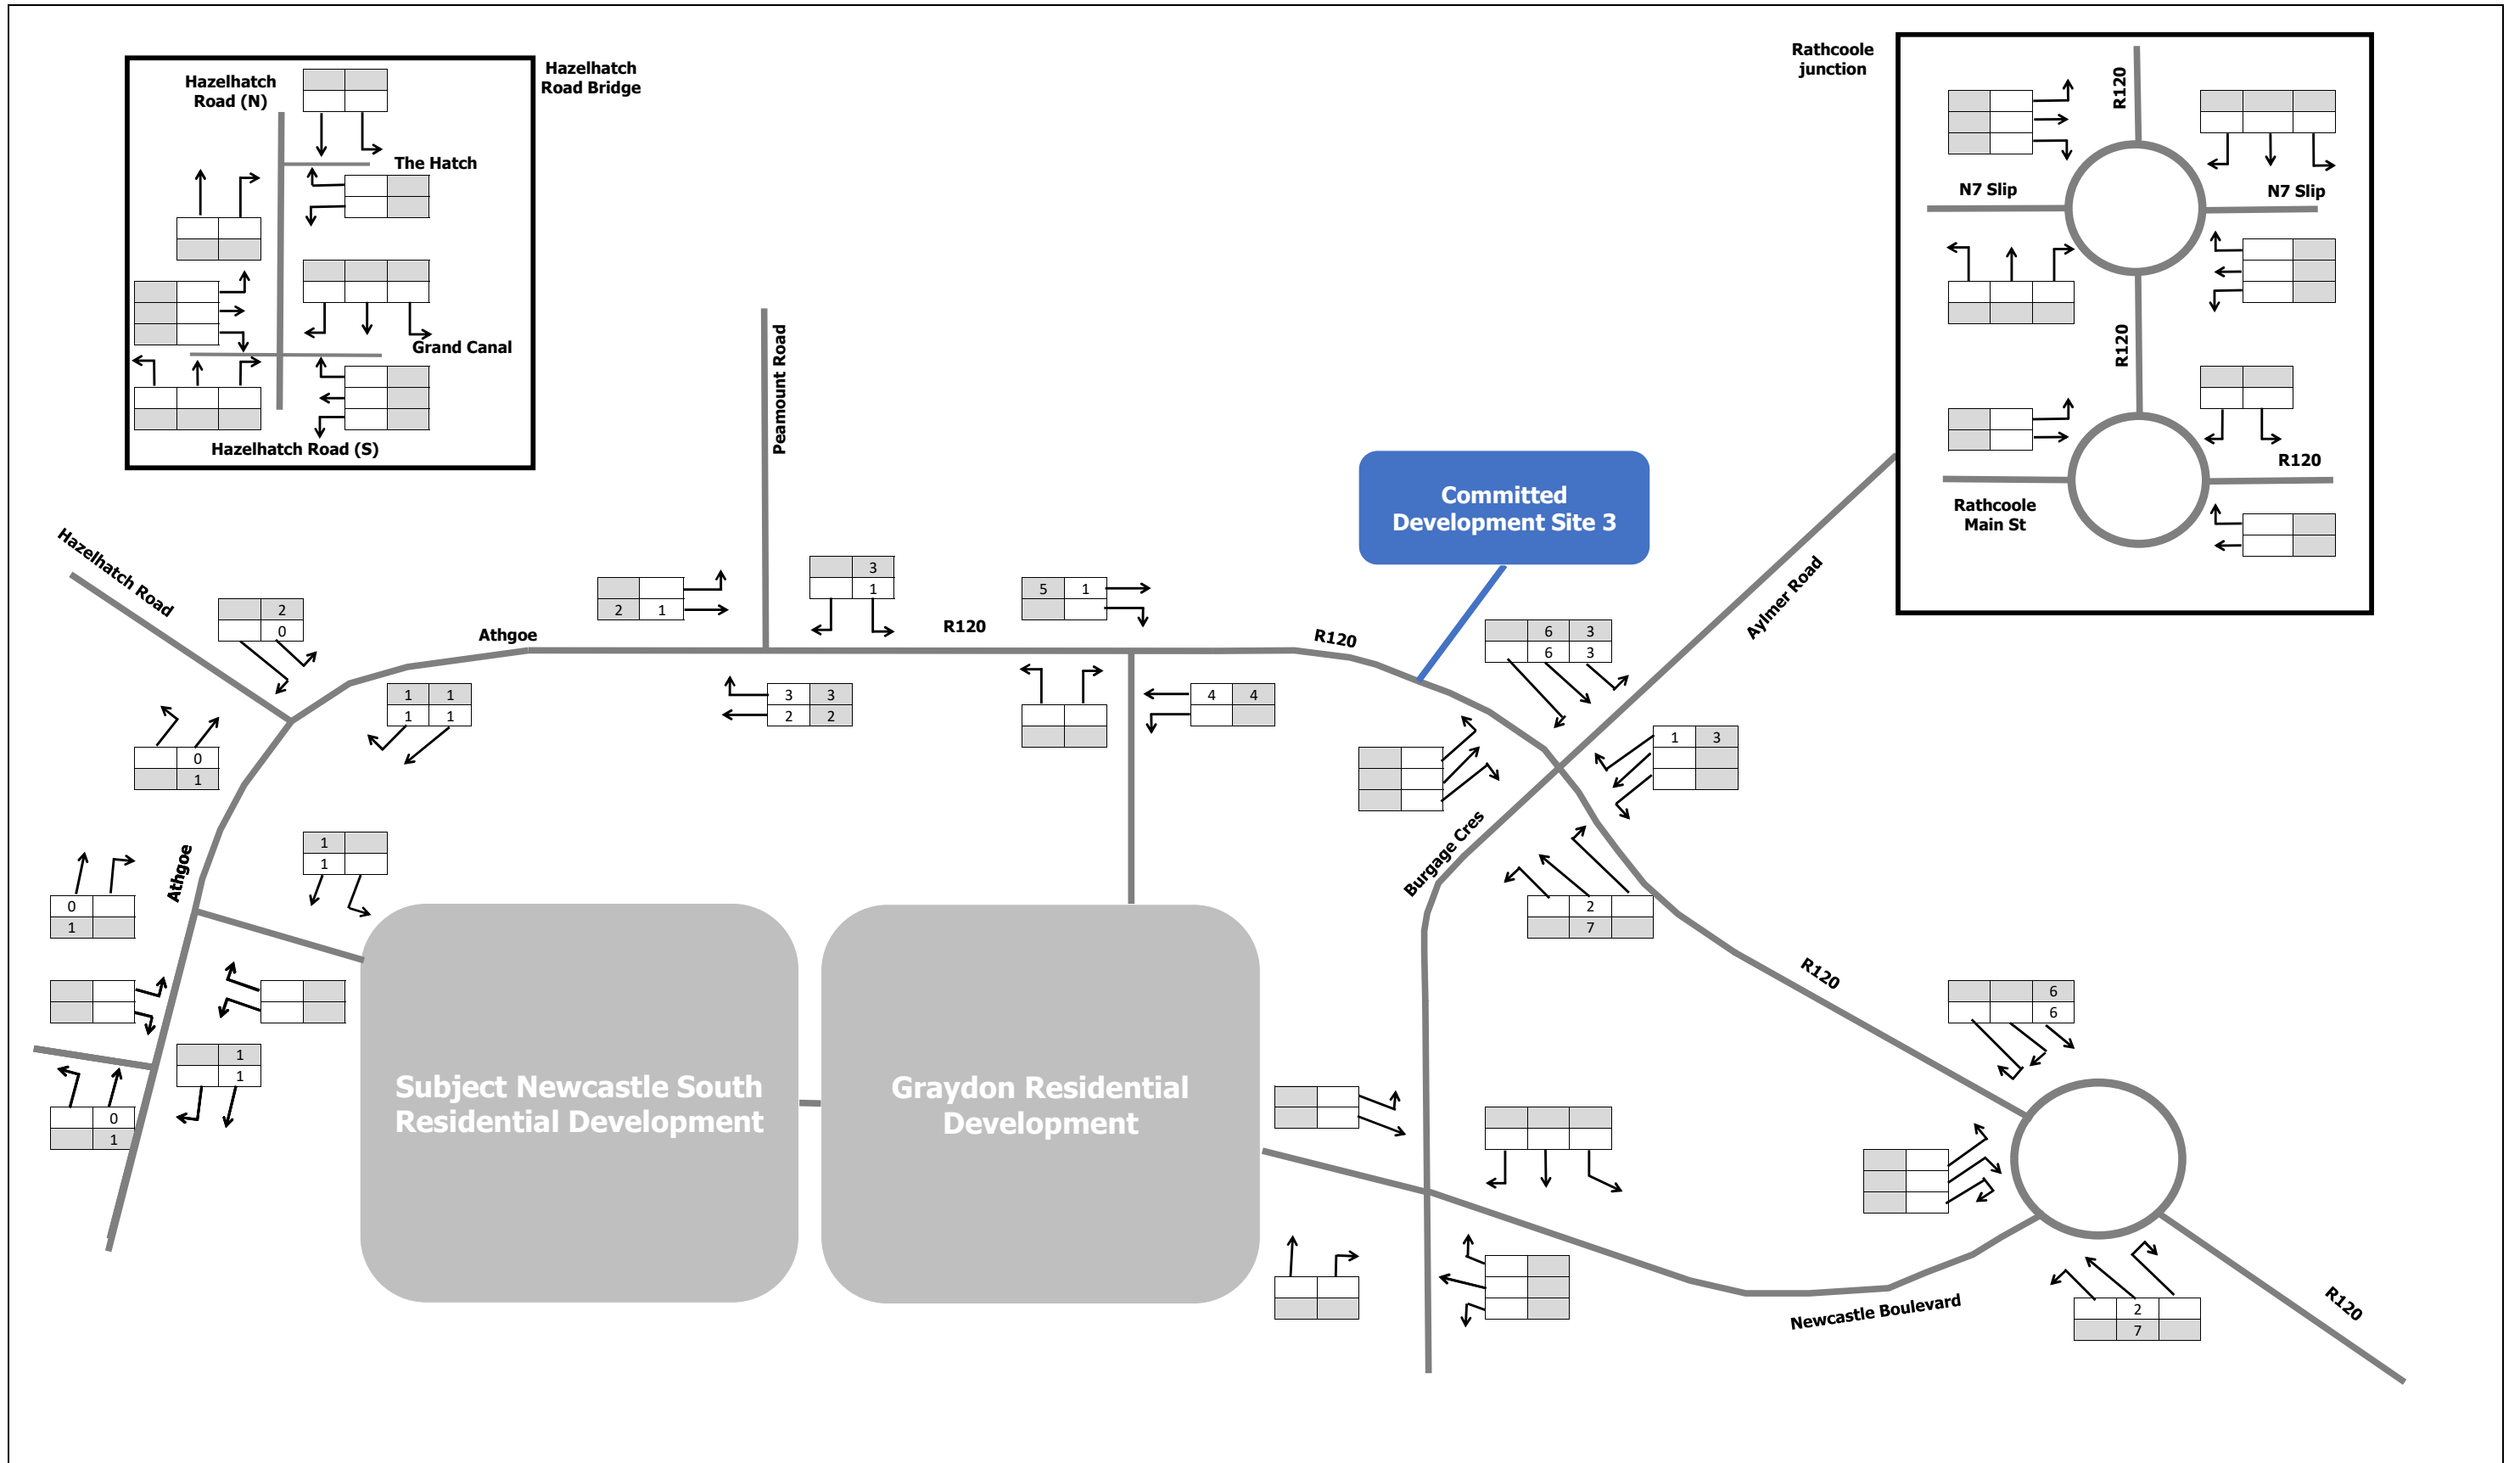 Hazelhatch
Road (N)
Hazelhatch
Road Bridge
The Hatch
Grand Canal
Hazelhatch Road (S)
Rathcoole
junction
R120
N7 Slip
N7 Slip
R120
R120
Rathcoole
Main St
Peamount Road
Committed
Development Site 3
Hazelhatch Road
2
0
Athgoe
2 1
3
1
R120
5 1
R120
6 3
6 3
Aylmer Road
1 1
1 1
3 3
2 2
4 4
0
1
1 3
Burgage Cres
1
1
Athgoe
0
1
2
7
R120
6
6
1
1
0
1
Subject Newcastle South
Residential Development
Graydon Residential
Development
Newcastle Boulevard
2
7
R120